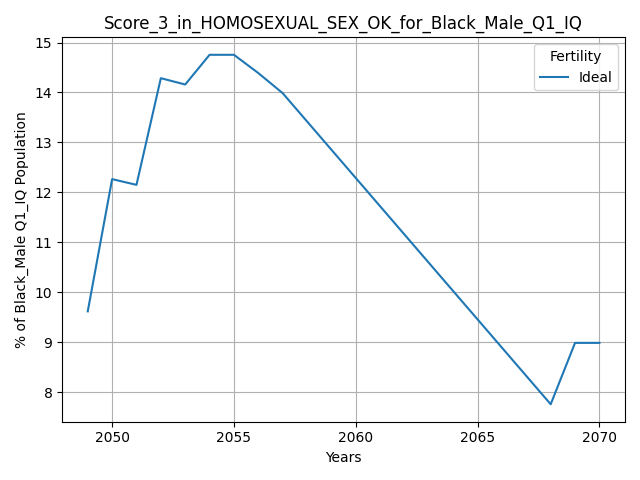 Score_3_in_HOMOSEXUAL_SEX_OK_for_Black_Male_Q1_IQ
Fertility
Ideal
% of Black_Male Q1_IQ Population
15
14
13
12
11
10
9
8
2050 2055 2060 2065 2070
Years